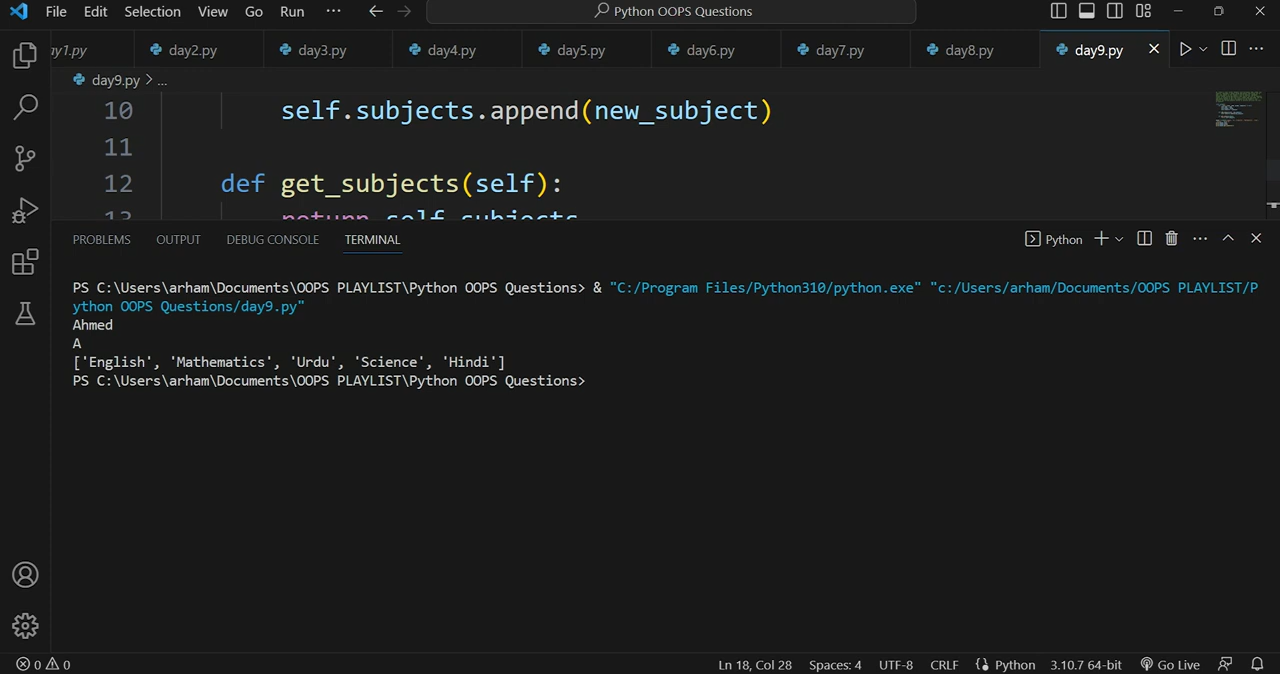 File Edit Selection View Go Run ··· Python OOPS Questions
ay1.py day2.py day3.py day4.py day5.py day6.py day7.py day8.py day9.py
day9.py > ...
10 self.subjects.append(new_subject)
11
12 def get_subjects(self):
13 return self.subjects
PROBLEMS OUTPUT DEBUG CONSOLE TERMINAL Python
PS C:\Users\arham\Documents\OOPS PLAYLIST\Python OOPS Questions> & "C:/Program Files/Python310/python.exe" "c:/Users/arham/Documents/OOPS PLAYLIST/P
ython OOPS Questions/day9.py"
Ahmed
A
['English', 'Mathematics', 'Urdu', 'Science', 'Hindi']
PS C:\Users\arham\Documents\OOPS PLAYLIST\Python OOPS Questions>
0 0 Ln 18, Col 28 Spaces: 4 UTF-8 CRLF Python 3.10.7 64-bit Go Live